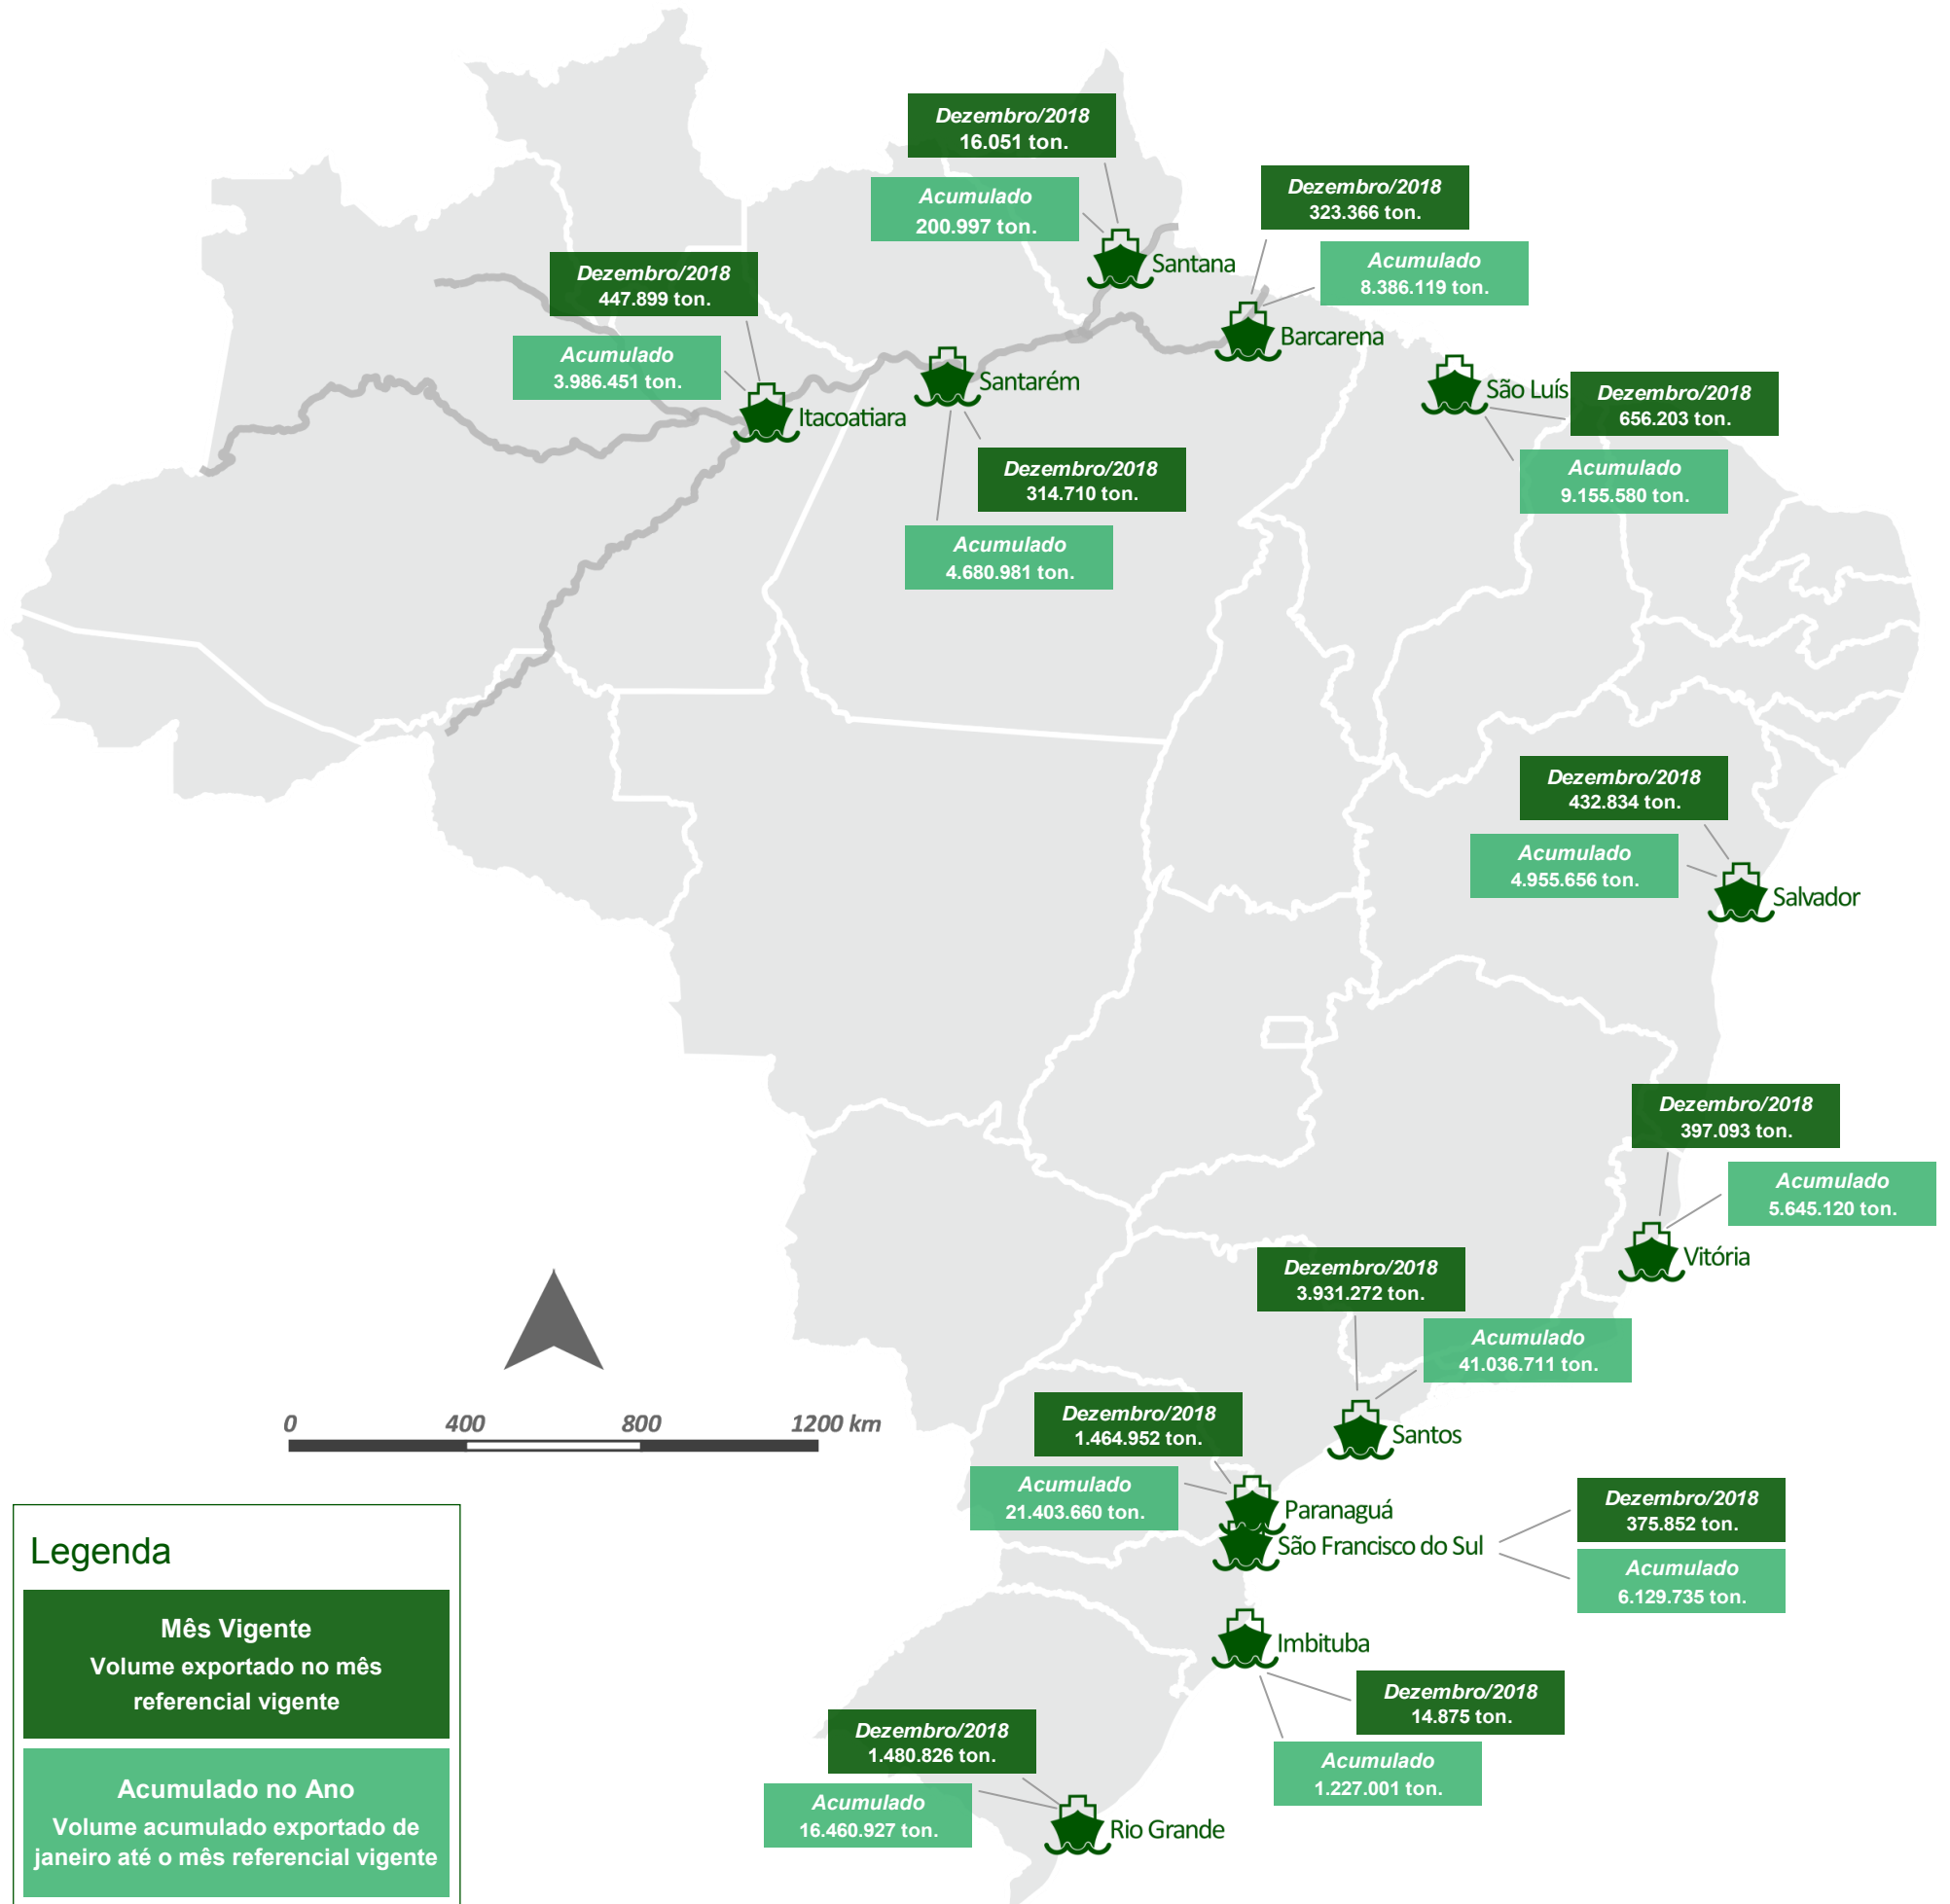 Dezembro/2018
16.051 ton.
Acumulado
200.997 ton.
Santana
Dezembro/2018
323.366 ton.
Acumulado
8.386.119 ton.
Barcarena
Dezembro/2018
447.899 ton.
Acumulado
3.986.451 ton.
Itacoatiara
Santarém
Dezembro/2018
314.710 ton.
Acumulado
4.680.981 ton.
São Luís
Dezembro/2018
656.203 ton.
Acumulado
9.155.580 ton.
Dezembro/2018
432.834 ton.
Acumulado
4.955.656 ton.
Salvador
Dezembro/2018
397.093 ton.
Acumulado
5.645.120 ton.
Vitória
Dezembro/2018
3.931.272 ton.
Acumulado
41.036.711 ton.
Santos
Dezembro/2018
1.464.952 ton.
Acumulado
21.403.660 ton.
Paranaguá
São Francisco do Sul
Dezembro/2018
375.852 ton.
Acumulado
6.129.735 ton.
Imbituba
Dezembro/2018
14.875 ton.
Acumulado
1.227.001 ton.
Dezembro/2018
1.480.826 ton.
Acumulado
16.460.927 ton.
Rio Grande
0 400 800 1200 km
Legenda
Mês Vigente
Volume exportado no mês
referencial vigente
Acumulado no Ano
Volume acumulado exportado de
janeiro até o mês referencial vigente